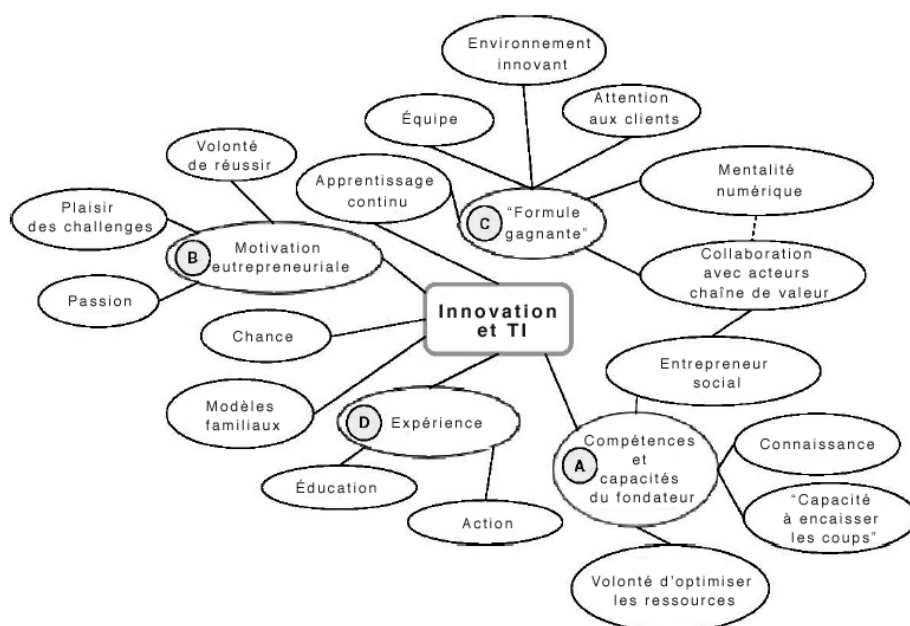 Environnement
innovant
Équipe
Attention
aux clients
Volonté
de réussir
Apprentissage
continu
Mentalité
numérique
Plaisir
des challenges
C
“Formule
gagnante”
B
Motivation
eutrepreneuriale
Collaboration
avec acteurs
chaîne de valeur
Passion
Innovation
et TI
Chance
Entrepreneur
social
Modèles
familiaux
D
Expérience
A
Compétences
et
capacités
du fondateur
Connaissance
Éducation
“Capacité
à encaisser
les coups”
Action
Volonté d'optimiser
les ressources